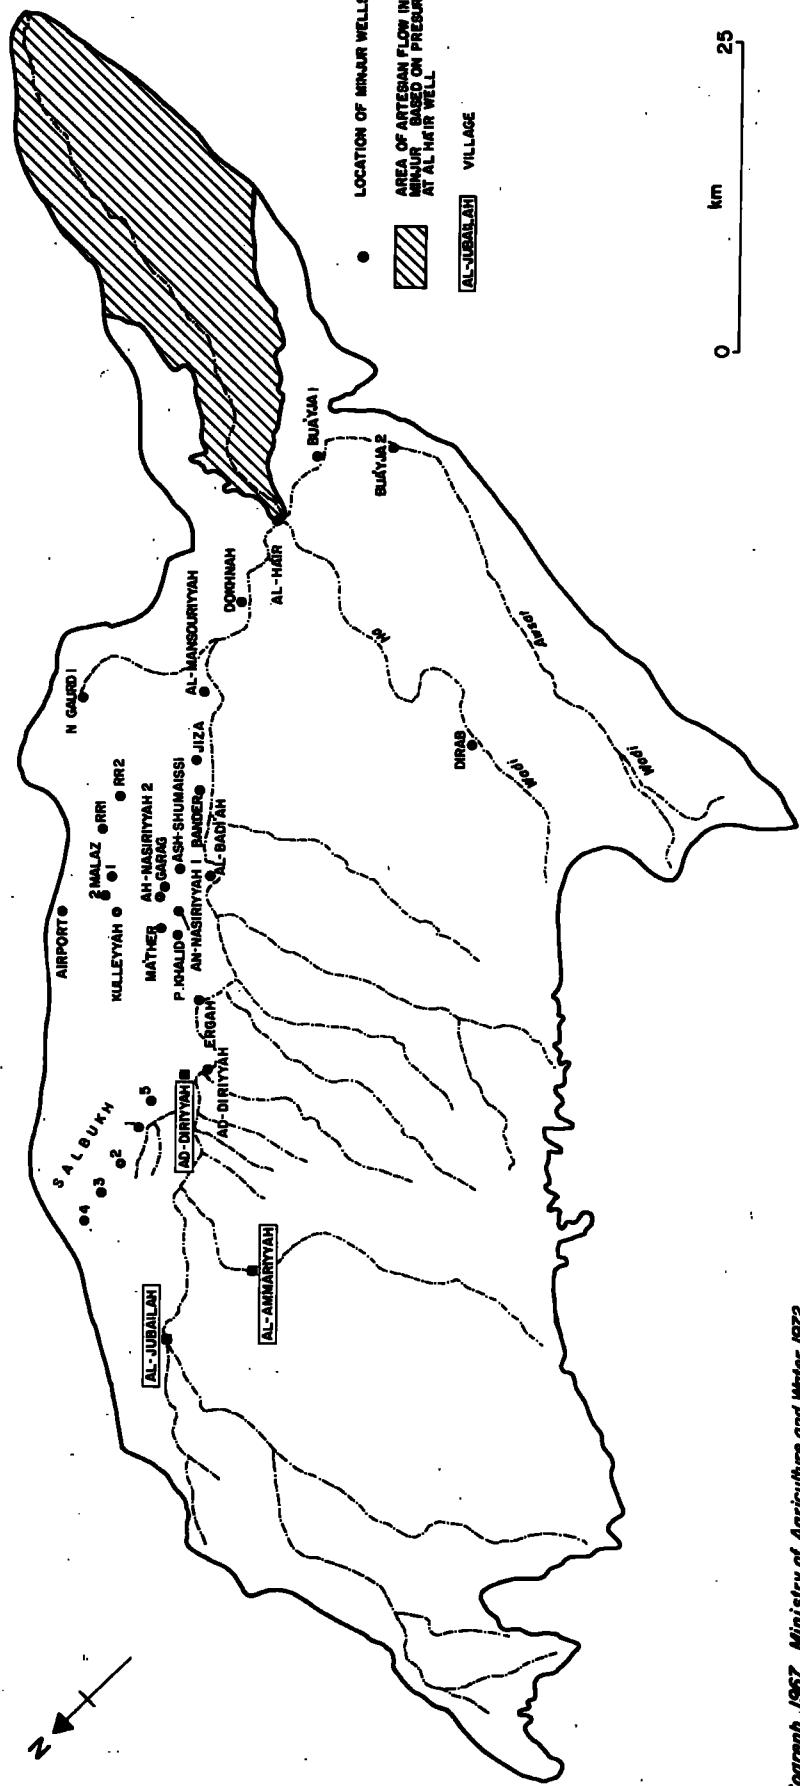 N
AL-JUBAILAH
AL-AMMARIYYAH
SALBUKH
4
3
2
1
5
AD-DIRIYYAH
AD-DIRIYYAH
ERGAH
AIRPORT
KULLEYYAH
2 MALAZ
1
RR1
RR2
MATHER
P.KHALID
AH-NASIRIYYAH 2
GARAG
ASH-SHUMAISSI
AN-NASIRIYYAH 1
BANDER
AL-BADI'AH
JIZA
N GAURD 1
AL-MANSOURIYYAH
DOKHNAH
AL-HAIR
BUAYJA 1
BUAYJA 2
DIRAB
Wadi
Wadi Awsat
LOCATION OF MINJUR WELLS
AREA OF ARTESIAN FLOW IN
MINJUR BASED ON
AT AL HAIR WELL
AL-JUBAILAH VILLAGE
0 km 25
1967 Ministry of Agriculture and Water 1972